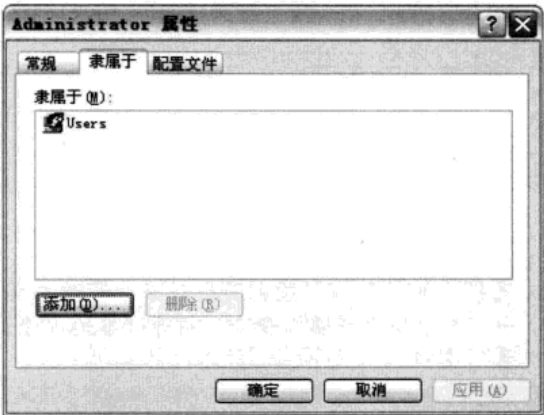 Administrator 属性
常规 隶属于 配置文件
隶属于(M):
Users
添加(D)... 删除(R)
确定 取消 应用(A)